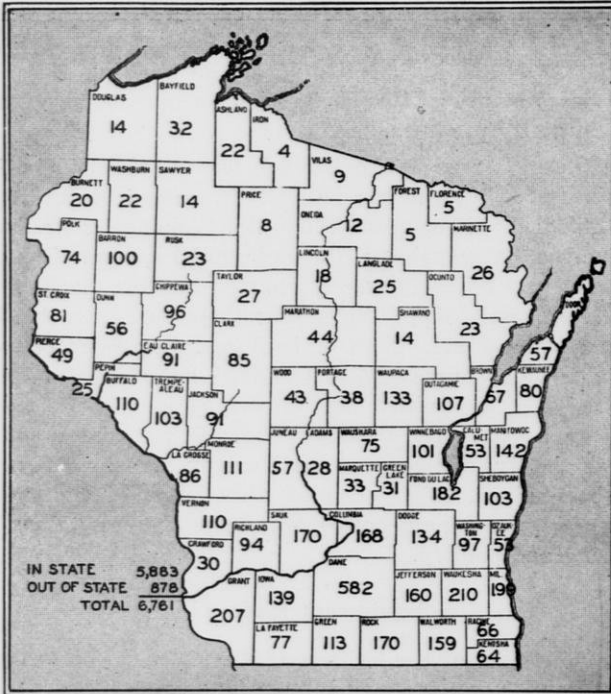 BAYFIELD
32
DOUGLAS
14
ASHLAND
22
IRON
4
VILAS
9
BURNETT
20
WASHBURN
22
SAWYER
14
PRICE
8
ONEIDA
12
FOREST
5
FLORENCE
5
MARINETTE
26
POLK
74
BARRON
100
RUSK
23
LINCOLN
18
LANGLADE
25
OCONTO
23
TAYLOR
27
CHIPPEWA
96
ST. CROIX
81
DUNN
56
MARATHON
44
SHAWANO
14
DOOR
57
PIERCE
49
EAU CLAIRE
91
CLARK
85
PEPIN
25
BUFFALO
110
TREMPE-
ALEAU
103
JACKSON
91
WOOD
43
PORTAGE
38
WAUPACA
133
OUTAGAMIE
107
BROWN
67
KEWAUNEE
80
LA CROSSE
86
MONROE
111
JUNEAU
57
ADAMS
28
WAUSHARA
75
WINNEBAGO
101
CALU
MET
53
MANITOWOC
142
MARQUETTE
33
GREEN
LAKE
31
FOND DU LAC
182
SHEBOYGAN
103
VERNON
110
RICHLAND
94
SAUK
170
COLUMBIA
168
DODGE
134
WASHING-
TON
97
OZAUK-
EE
CRAWFORD
30
IN STATE 5,883
OUT OF STATE 878
TOTAL 6,761
GRANT
207
IOWA
139
DANE
582
JEFFERSON
160
WAUKESHA
210
MIL.
199
LA FAYETTE
77
GREEN
113
ROCK
170
WALWORTH
159
RACINE
66
KENOSHA
64